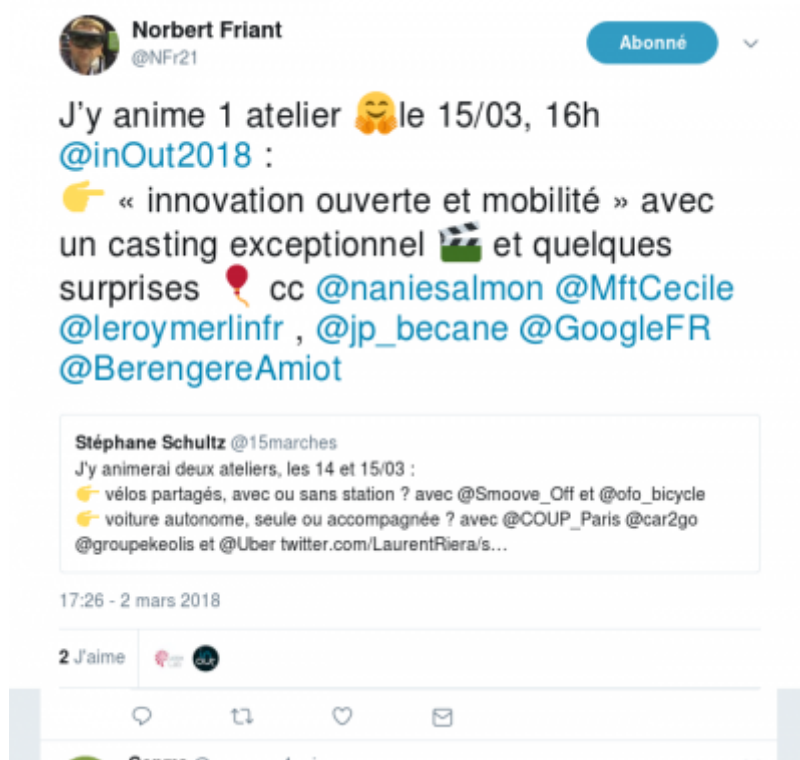 Norbert Friant
@NFr21
Abonné
J'y anime 1 atelier 🤗le 15/03, 16h
@inOut2018 :
👉 « innovation ouverte et mobilité » avec
un casting exceptionnel 🎬 et quelques
surprises 🎈 cc @naniesalmon @MftCecile
@leroymerlinfr , @jp_becane @GoogleFR
@BerengereAmiot
Stéphane Schultz @15marches
J'y animerai deux ateliers, les 14 et 15/03 :
👉 vélos partagés, avec ou sans station ? avec @Smoove_Off et @ofo_bicycle
👉 voiture autonome, seule ou accompagnée ? avec @COUP_Paris @car2go
@groupekeolis et @Uber twitter.com/LaurentRiera/s…
17:26 - 2 mars 2018
2 J'aime